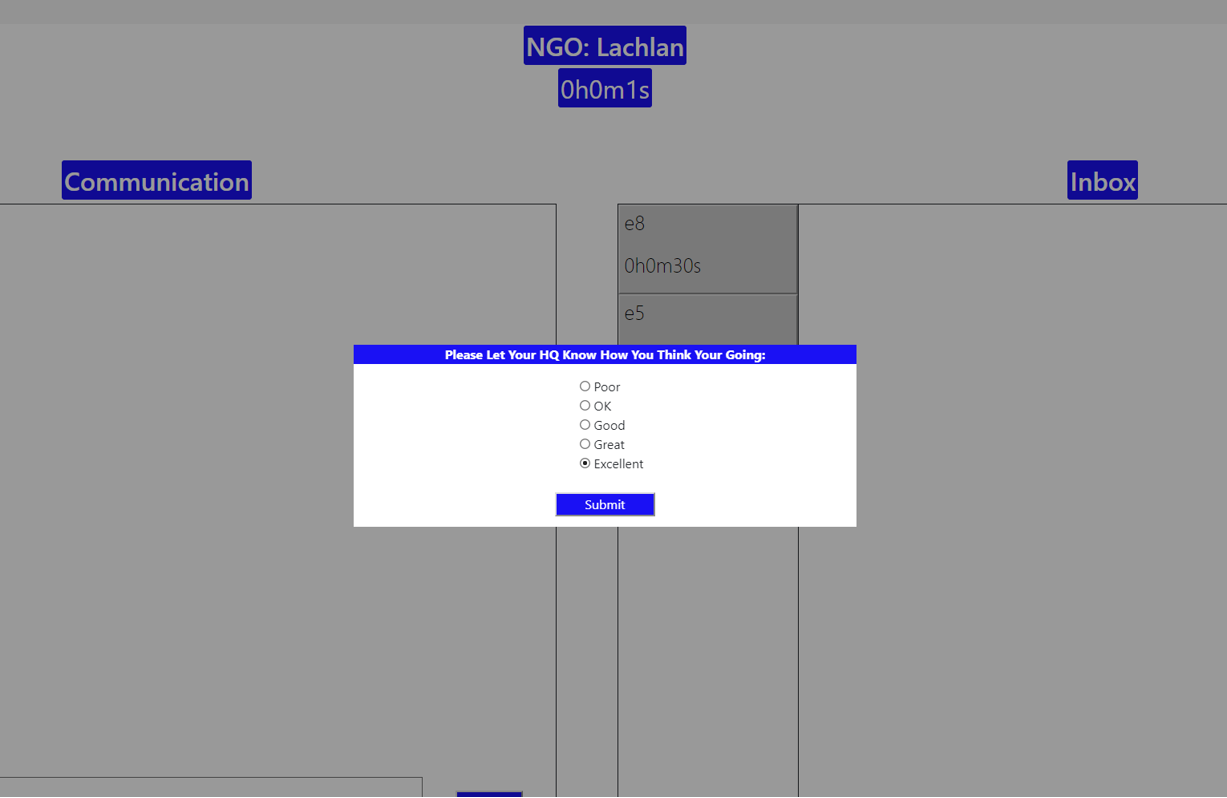 NGO: Lachlan
0h0m1s
Communication
Inbox
e8
0h0m30s
e5
Please Let Your HQ Know How You Think Your Going:
Poor
OK
Good
Great
Excellent
Submit